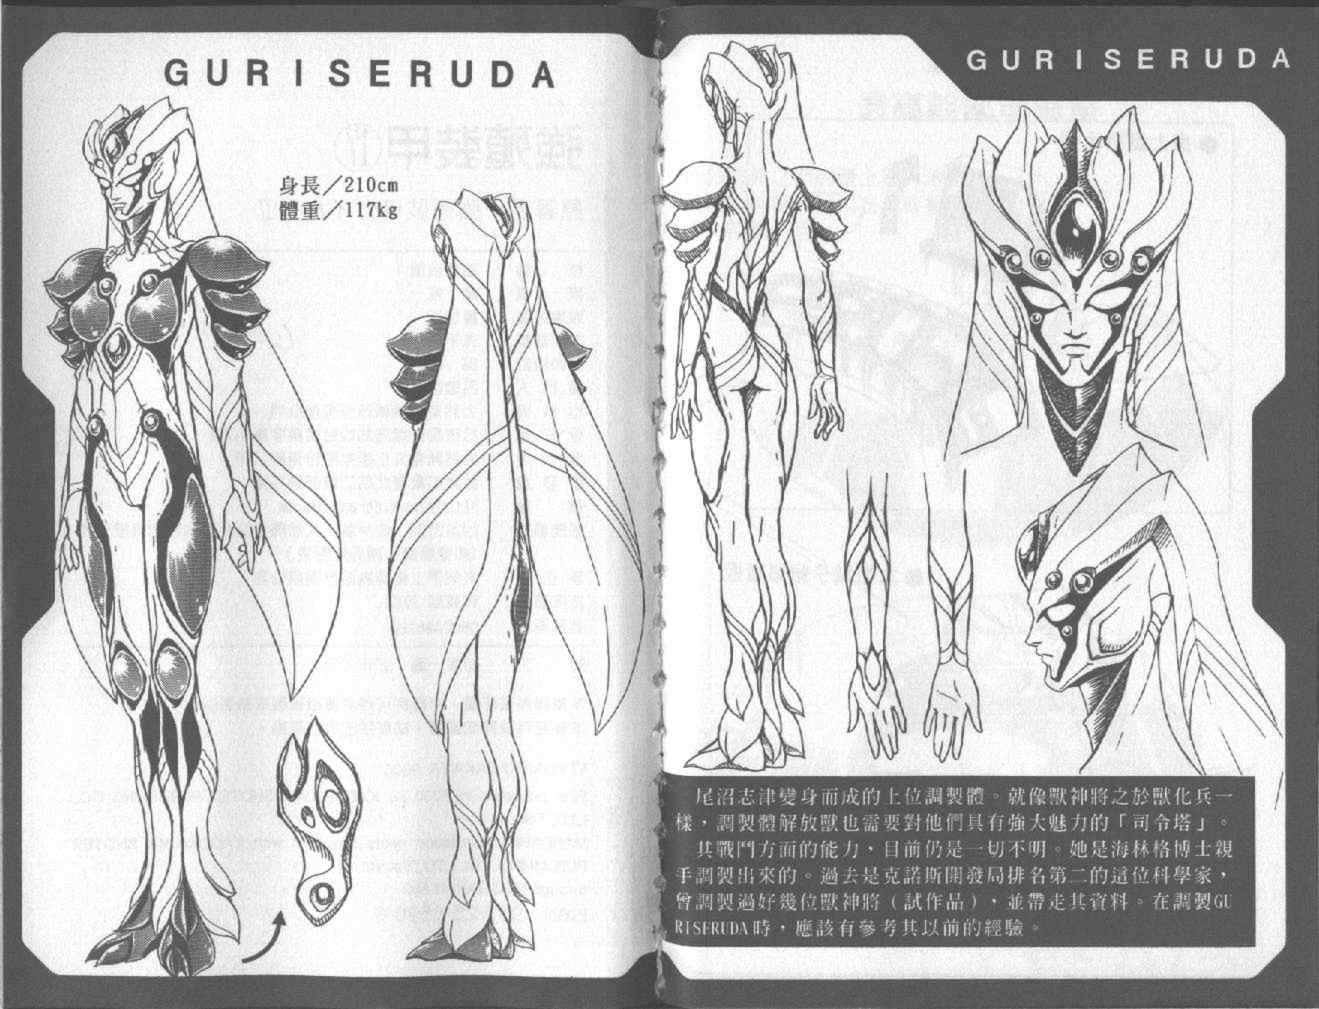 GURISERUDA
身長／210cm
體重／117kg
GURISERUDA
尾沼志津變身而成的上位調製體。就像獸神將之於獸化兵一
樣，調製體解放獸也需要對他們具有強大魅力的「司令塔」。
其戰鬥方面的能力，目前仍是一切不明。她是海林格博士親
手調製出來的。過去是克諾斯開發局排名第二的這位科學家，
曾調製過好幾位獸神將（試作品），並帶走其資料。在調製GU
RISERUDA時，應該有參考其以前的經驗。